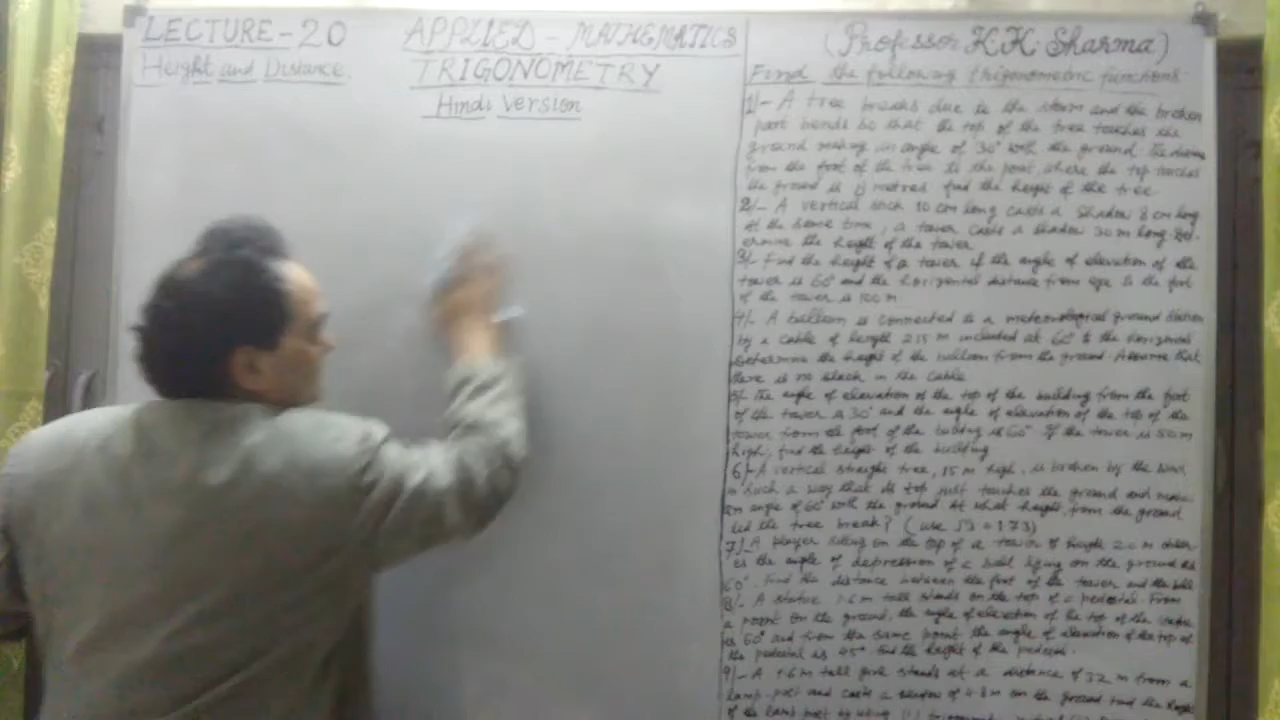 LECTURE-20
Height and Distance.
APPLIED-MATHEMATICS
TRIGONOMETRY
Hindi Version
(Professor K.K. Sharma)
Find the following trigonometric functions
1/- A tree breaks due to the storm and the broken
part bends so that the top of the tree touches the
ground making an angle of 30° with the ground. The
from the foot of the tree to the point, where the top touches
the ground is metres find the height of the tree
2/- A vertical stick 10 cm long casts a shadow 8 cm long
At the same time, a tower casts a shadow 30 m long. Det-
ermine the height of the tower
3/- Find the height of a tower if the angle of elevation of the
tower is 60° and the horizontal distance from eye to the foot
of the tower is 100 m
4/- A balloon is connected to a meteorological ground station
by a cable of length 215 m inclined at 60° to the horizontal
Determine the height of the balloon from the ground. Assume that
there is no slack in the cable
5/- The angle of elevation of the top of the building from the foot
of the tower is 30° and the angle of elevation of the top of the
tower from the foot of the building is 60° If the tower is 50m
high, find the height of the building
6/- A vertical straight tree, 15 m high, is broken by the wind
in such a way that its top just touches the ground and make
an angle of 60° with the ground. At what height from the ground
did the tree break? (use √3 = 1.73)
7/- A player sitting on the top of a tower of height 20 m obser
es the angle of depression of a ball lying on the ground as
60°. Find the distance between the foot of the tower and the ball
8/- A statue 1.6 m tall stands on the top of a pedestal. From
a point on the ground, the angle of elevation of the top of the statue
is 60° and from the same point the angle of elevation of the top of
the pedestal is 45° find the height of the pedestal.
9/- A 1.6 m tall girl stands at a distance of 3.2 m from a
lamp-post and casts a shadow of 4.8 m on the ground find the height
of the lamp post by using